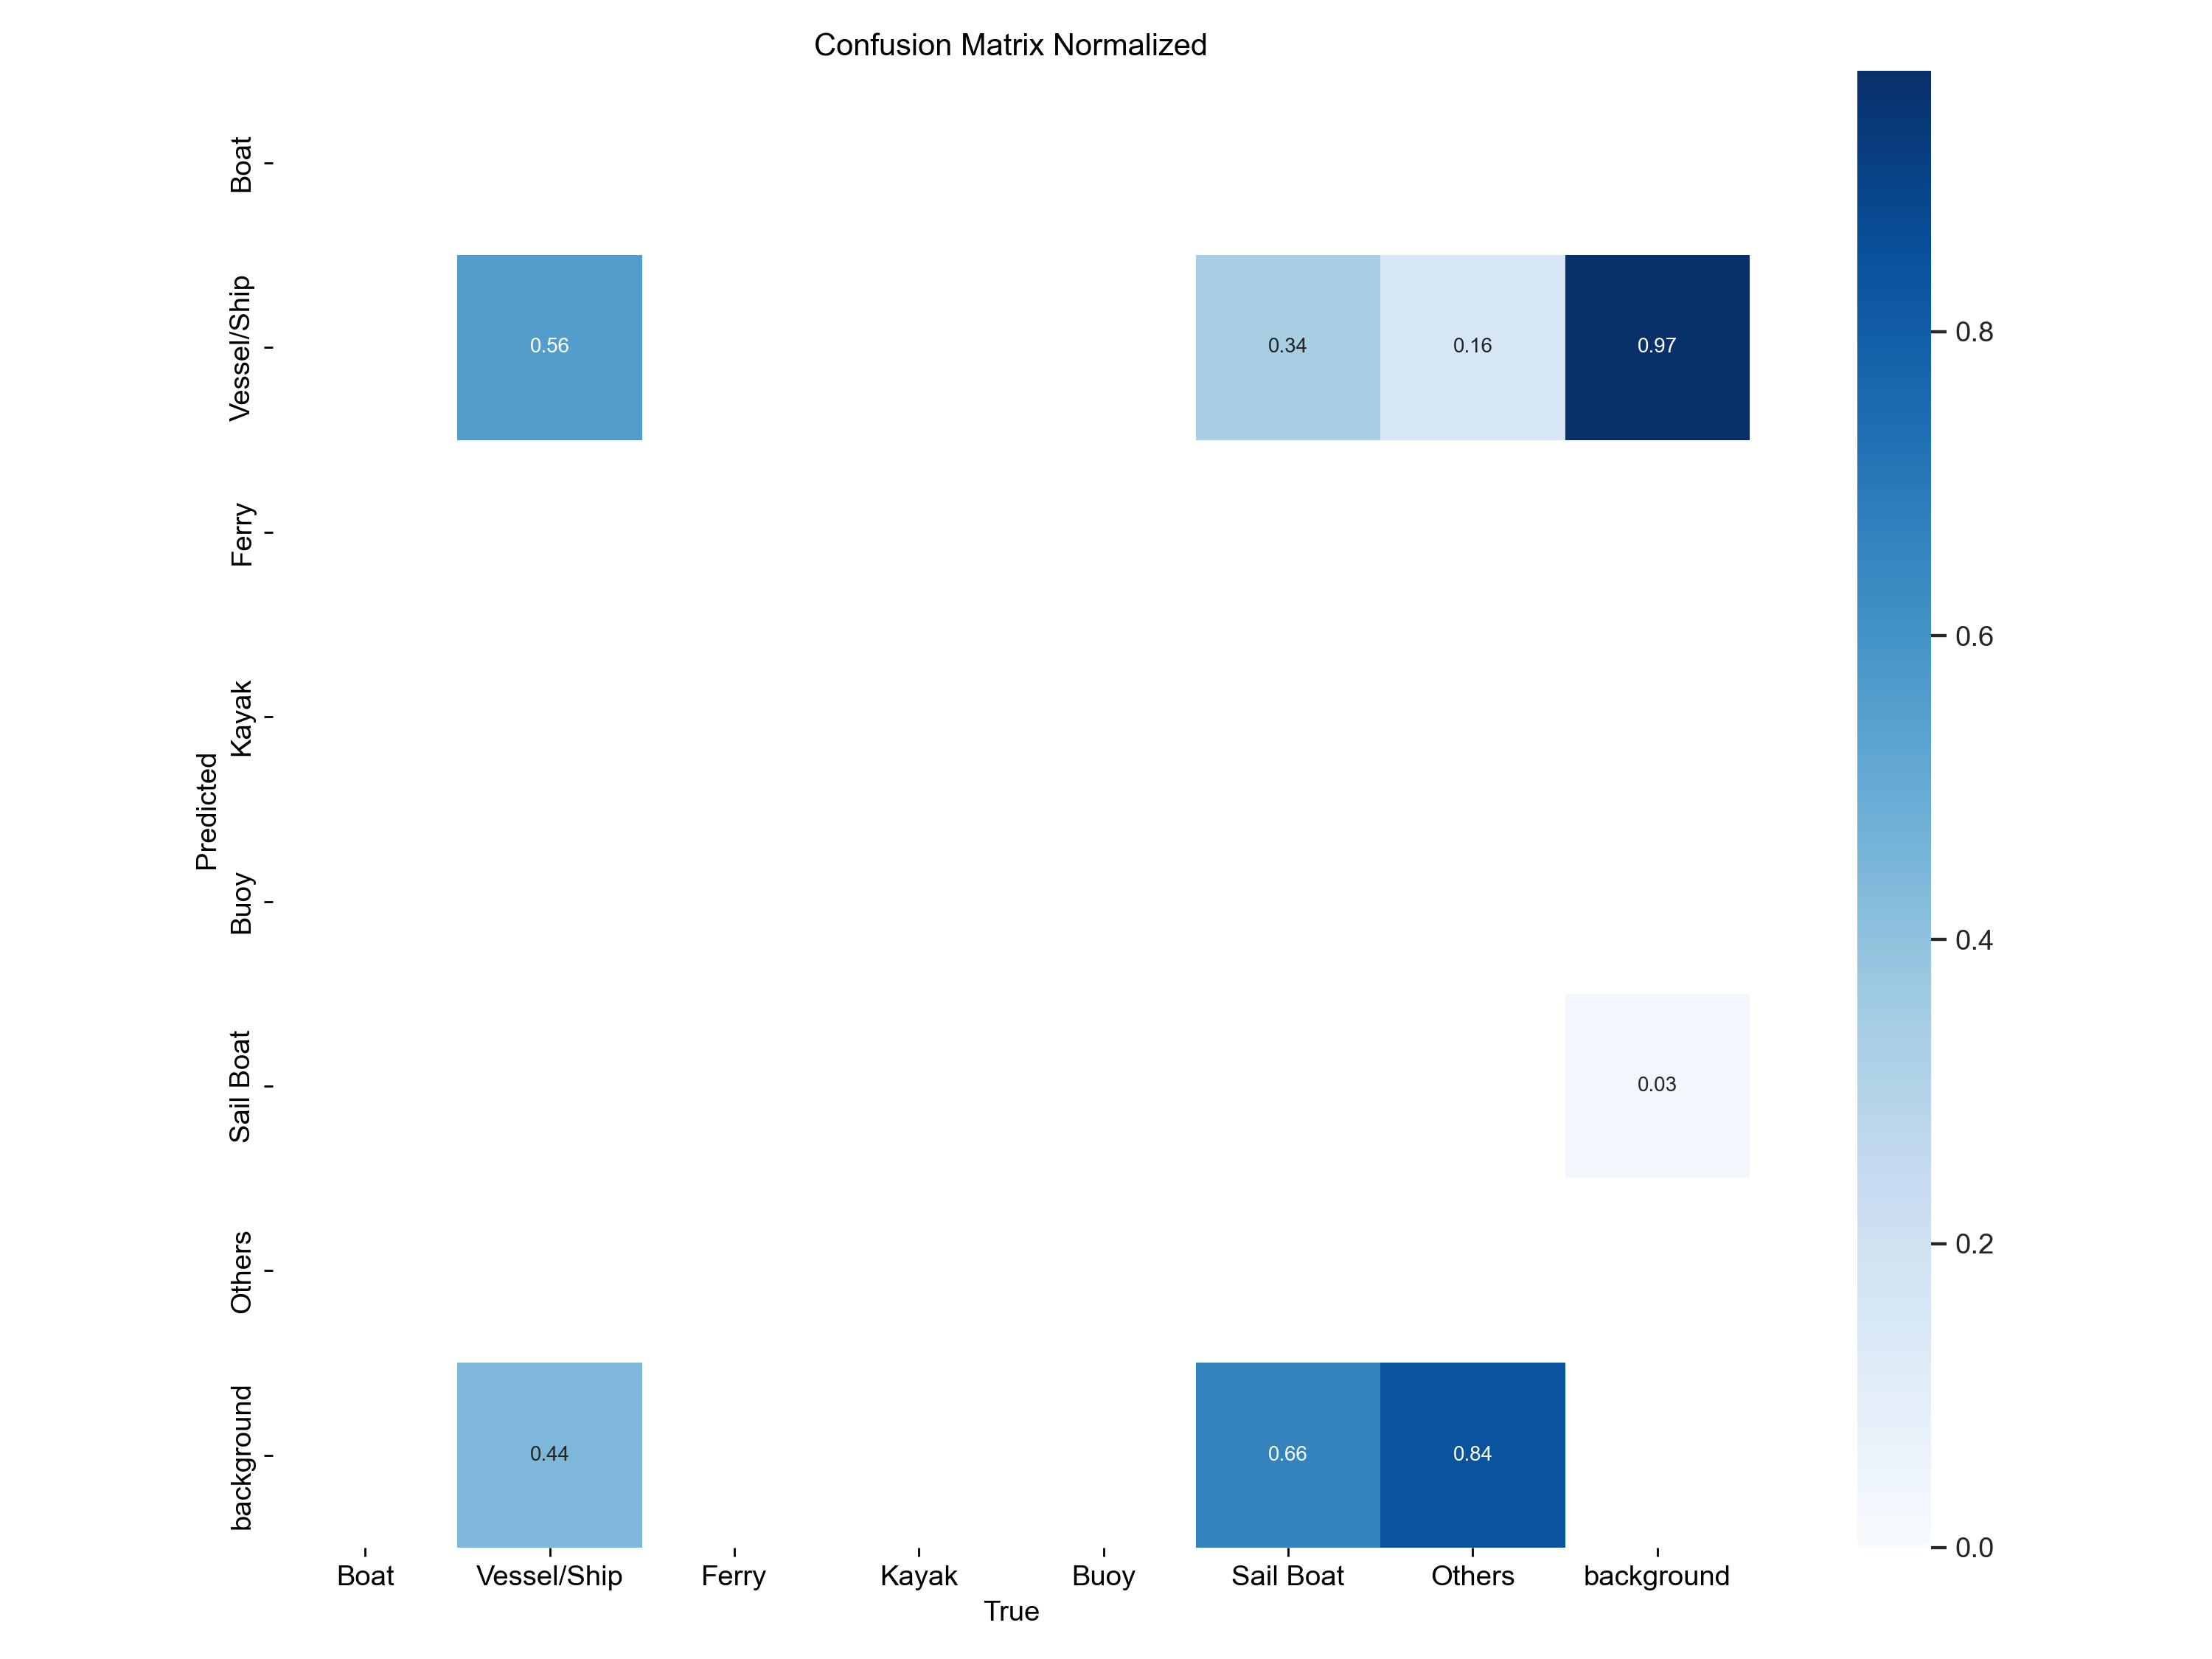 Confusion Matrix Normalized
Predicted
Boat
Vessel/Ship
0.56 0.34 0.16 0.97
Ferry
Kayak
Buoy
Sail Boat
0.03
Others
background
0.44 0.66 0.84
Boat Vessel/Ship Ferry Kayak Buoy Sail Boat Others background
True
0.8
0.6
0.4
0.2
0.0